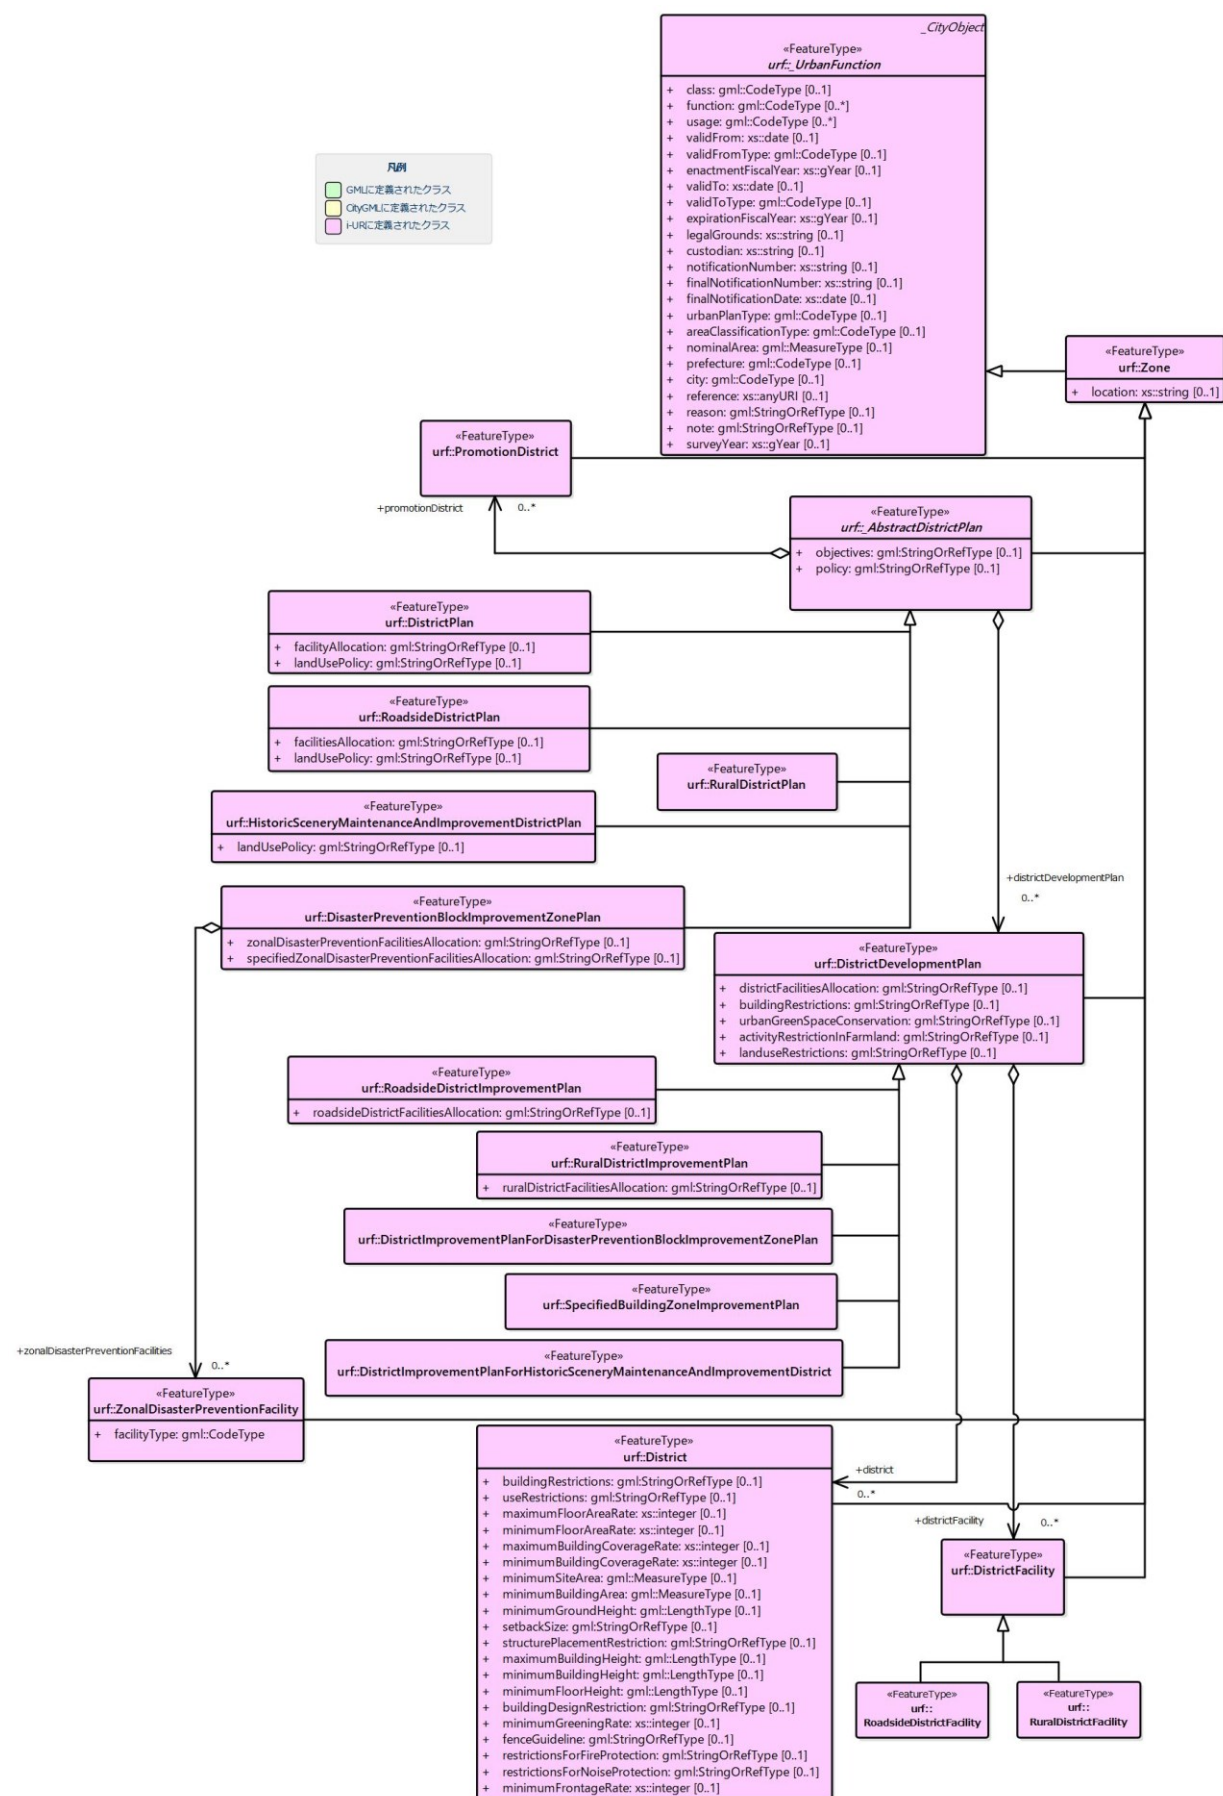 _CityObject
«FeatureType»
urf::_UrbanFunction
+ class: gml::CodeType [0..1]
+ function: gml::CodeType [0..*]
+ usage: gml::CodeType [0..*]
+ validFrom: xs::date [0..1]
+ validFromType: gml::CodeType [0..1]
+ enactmentFiscalYear: xs::gYear [0..1]
+ validTo: xs::date [0..1]
+ validToType: gml::CodeType [0..1]
+ expirationFiscalYear: xs::gYear [0..1]
+ legalGrounds: xs::string [0..1]
+ custodian: xs::string [0..1]
+ notificationNumber: xs::string [0..1]
+ finalNotificationNumber: xs::string [0..1]
+ finalNotificationDate: xs::date [0..1]
+ urbanPlanType: gml::CodeType [0..1]
+ areaClassificationType: gml::CodeType [0..1]
+ nominalArea: gml::MeasureType [0..1]
+ prefecture: gml::CodeType [0..1]
+ city: gml::CodeType [0..1]
+ reference: xs::anyURI [0..1]
+ reason: gml:StringOrRefType [0..1]
+ note: gml:StringOrRefType [0..1]
+ surveyYear: xs::gYear [0..1]
凡例
GMLに定義されたクラス
CityGMLに定義されたクラス
i-URに定義されたクラス
«FeatureType»
urf::Zone
+ location: xs::string [0..1]
«FeatureType»
urf::PromotionDistrict
+promotionDistrict
0..*
«FeatureType»
urf::_AbstractDistrictPlan
+ objectives: gml:StringOrRefType [0..1]
+ policy: gml:StringOrRefType [0..1]
«FeatureType»
urf::DistrictPlan
+ facilityAllocation: gml:StringOrRefType [0..1]
+ landUsePolicy: gml:StringOrRefType [0..1]
«FeatureType»
urf::RoadsideDistrictPlan
+ facilitiesAllocation: gml:StringOrRefType [0..1]
+ landUsePolicy: gml:StringOrRefType [0..1]
«FeatureType»
urf::RuralDistrictPlan
«FeatureType»
urf::HistoricSceneryMaintenanceAndImprovementDistrictPlan
+ landUsePolicy: gml:StringOrRefType [0..1]
+districtDevelopmentPlan
0..*
«FeatureType»
urf::DisasterPreventionBlockImprovementZonePlan
+ zonalDisasterPreventionFacilitiesAllocation: gml:StringOrRefType [0..1]
+ specifiedZonalDisasterPreventionFacilitiesAllocation: gml:StringOrRefType [0..1]
«FeatureType»
urf::DistrictDevelopmentPlan
+ districtFacilitiesAllocation: gml:StringOrRefType [0..1]
+ buildingRestrictions: gml:StringOrRefType [0..1]
+ urbanGreenSpaceConservation: gml:StringOrRefType [0..1]
+ activityRestrictionInFarmland: gml:StringOrRefType [0..1]
+ landuseRestrictions: gml:StringOrRefType [0..1]
«FeatureType»
urf::RoadsideDistrictImprovementPlan
+ roadsideDistrictFacilitiesAllocation: gml:StringOrRefType [0..1]
«FeatureType»
urf::RuralDistrictImprovementPlan
+ ruralDistrictFacilitiesAllocation: gml:StringOrRefType [0..1]
«FeatureType»
urf::DistrictImprovementPlanForDisasterPreventionBlockImprovementZonePlan
«FeatureType»
urf::SpecifiedBuildingZoneImprovementPlan
«FeatureType»
urf::DistrictImprovementPlanForHistoricSceneryMaintenanceAndImprovementDistrict
+zonalDisasterPreventionFacilities
0..*
«FeatureType»
urf::ZonalDisasterPreventionFacility
+ facilityType: gml::CodeType
«FeatureType»
urf::District
+ buildingRestrictions: gml:StringOrRefType [0..1]
+ useRestrictions: gml:StringOrRefType [0..1]
+ maximumFloorAreaRate: xs::integer [0..1]
+ minimumFloorAreaRate: xs::integer [0..1]
+ maximumBuildingCoverageRate: xs::integer [0..1]
+ minimumBuildingCoverageRate: xs::integer [0..1]
+ minimumSiteArea: gml::MeasureType [0..1]
+ minimumBuildingArea: gml::MeasureType [0..1]
+ minimumGroundHeight: gml::LengthType [0..1]
+ setbackSize: gml:StringOrRefType [0..1]
+ structurePlacementRestriction: gml:StringOrRefType [0..1]
+ maximumBuildingHeight: gml::LengthType [0..1]
+ minimumBuildingHeight: gml::LengthType [0..1]
+ minimumFloorHeight: gml::LengthType [0..1]
+ buildingDesignRestriction: gml:StringOrRefType [0..1]
+ minimumGreeningRate: xs::integer [0..1]
+ fenceGuideline: gml:StringOrRefType [0..1]
+ restrictionsForFireProtection: gml:StringOrRefType [0..1]
+ restrictionsForNoiseProtection: gml:StringOrRefType [0..1]
+ minimumFrontageRate: xs::integer [0..1]
+district
0..*
+districtFacility
0..*
«FeatureType»
urf::DistrictFacility
«FeatureType»
urf::
RoadsideDistrictFacility
«FeatureType»
urf::
RuralDistrictFacility